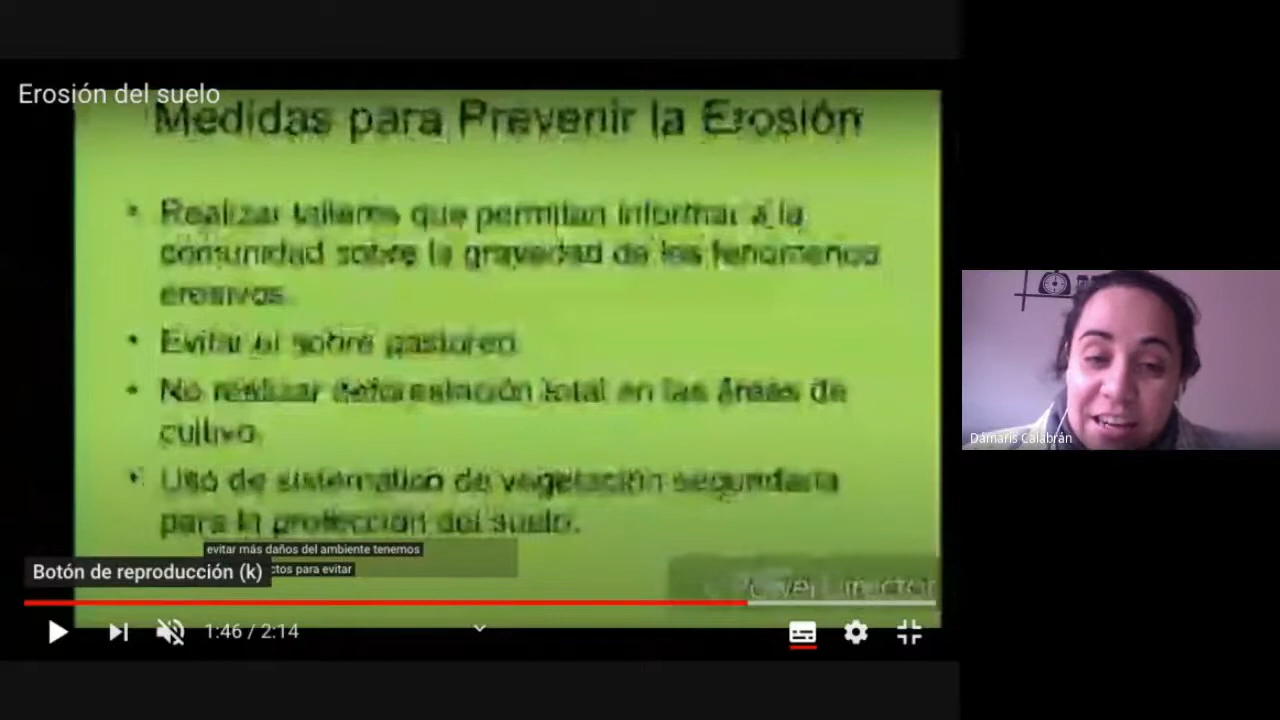 Erosión del suelo
Medidas para Prevenir la Erosión
• Realizar talleres que permitan informar a la
comunidad sobre la gravedad de los fenomenos
erosivos.
• Evitar el sobre pastoreo
• No realizar deforestación total en las áreas de
cultivo.
• Uso de sistematico de vegetación segundaria
para la protección del suelo.
evitar más daños del ambiente tenemos
ctos para evitar
Botón de reproducción (k)
1:46 / 2:14
Dámaris Calabrán